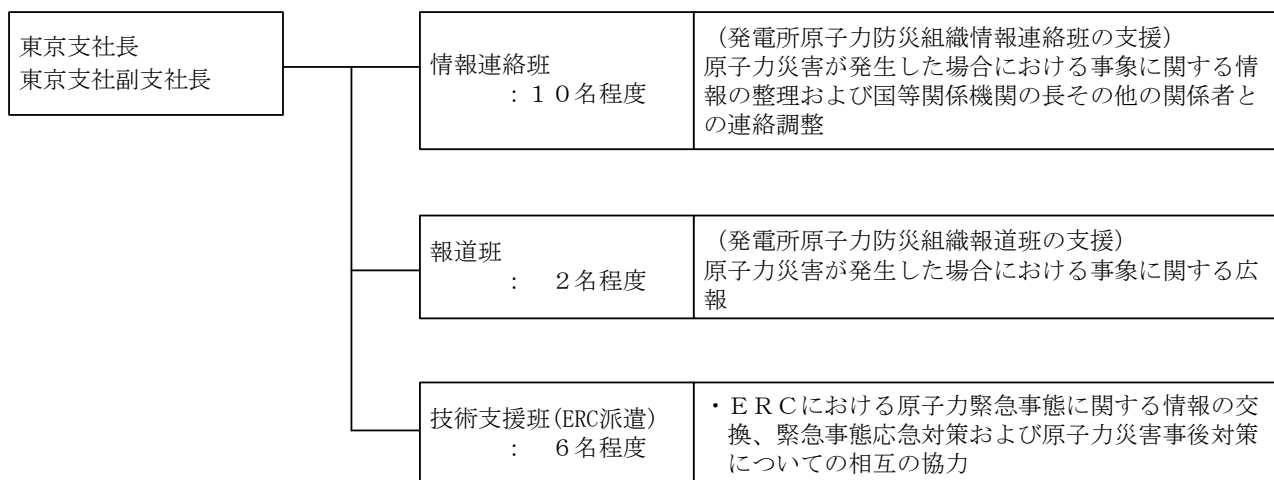 東京支社長
東京支社副支社長
情報連絡班
：１０名程度
（発電所原子力防災組織情報連絡班の支援）
原子力災害が発生した場合における事象に関する情
報の整理および国等関係機関の長その他の関係者と
の連絡調整
報道班
：　２名程度
（発電所原子力防災組織報道班の支援）
原子力災害が発生した場合における事象に関する広
報
技術支援班(ERC派遣)
：　６名程度
・ＥＲＣにおける原子力緊急事態に関する情報の交
換、緊急事態応急対策および原子力災害事後対策
についての相互の協力